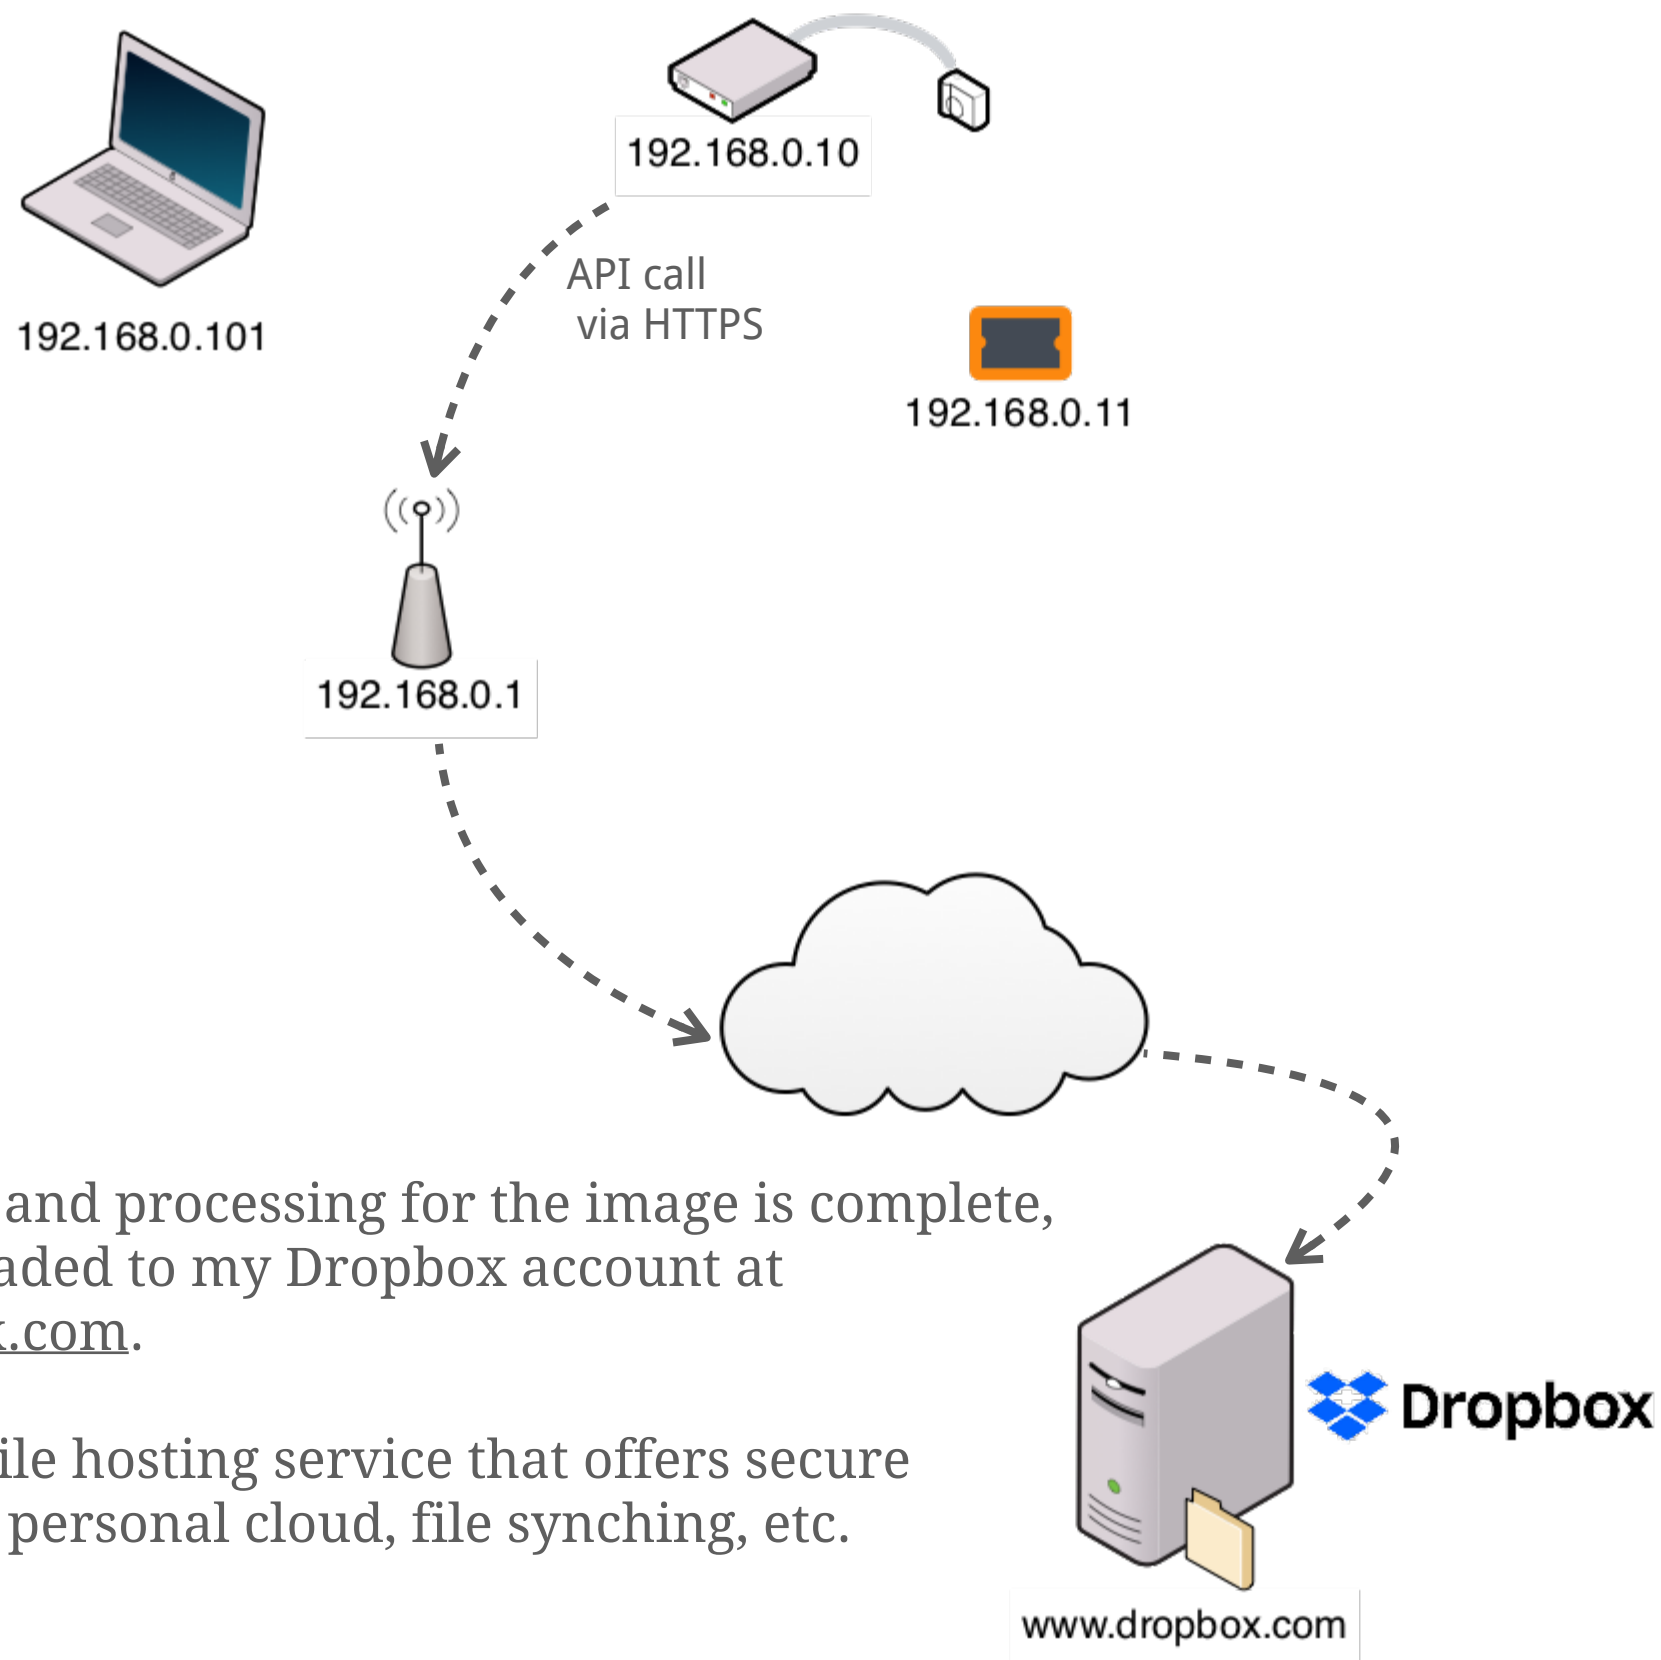 192.168.0.10
API call
via HTTPS
192.168.0.101
192.168.0.11
192.168.0.1
and processing for the image is complete,
to my Dropbox account at
.com.
hosting service that offers secure
personal cloud, file synching, etc.
Dropbox
www.dropbox.com